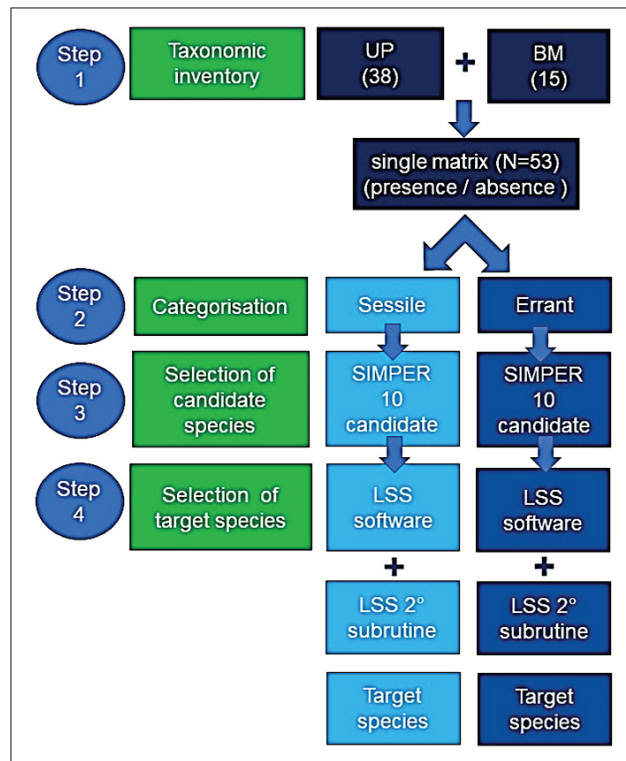 Step
1
Taxonomic
inventory
UP
(38)
+
BM
(15)
single matrix (N=53)
(presence / absence )
Step
2
Categorisation
Sessile
Errant
Step
3
Selection of
candidate
species
SIMPER
10
candidate
SIMPER
10
candidate
Step
4
Selection of
target species
LSS
software
LSS
software
+
+
LSS 2°
subrutine
LSS 2°
subrutine
Target
species
Target
species